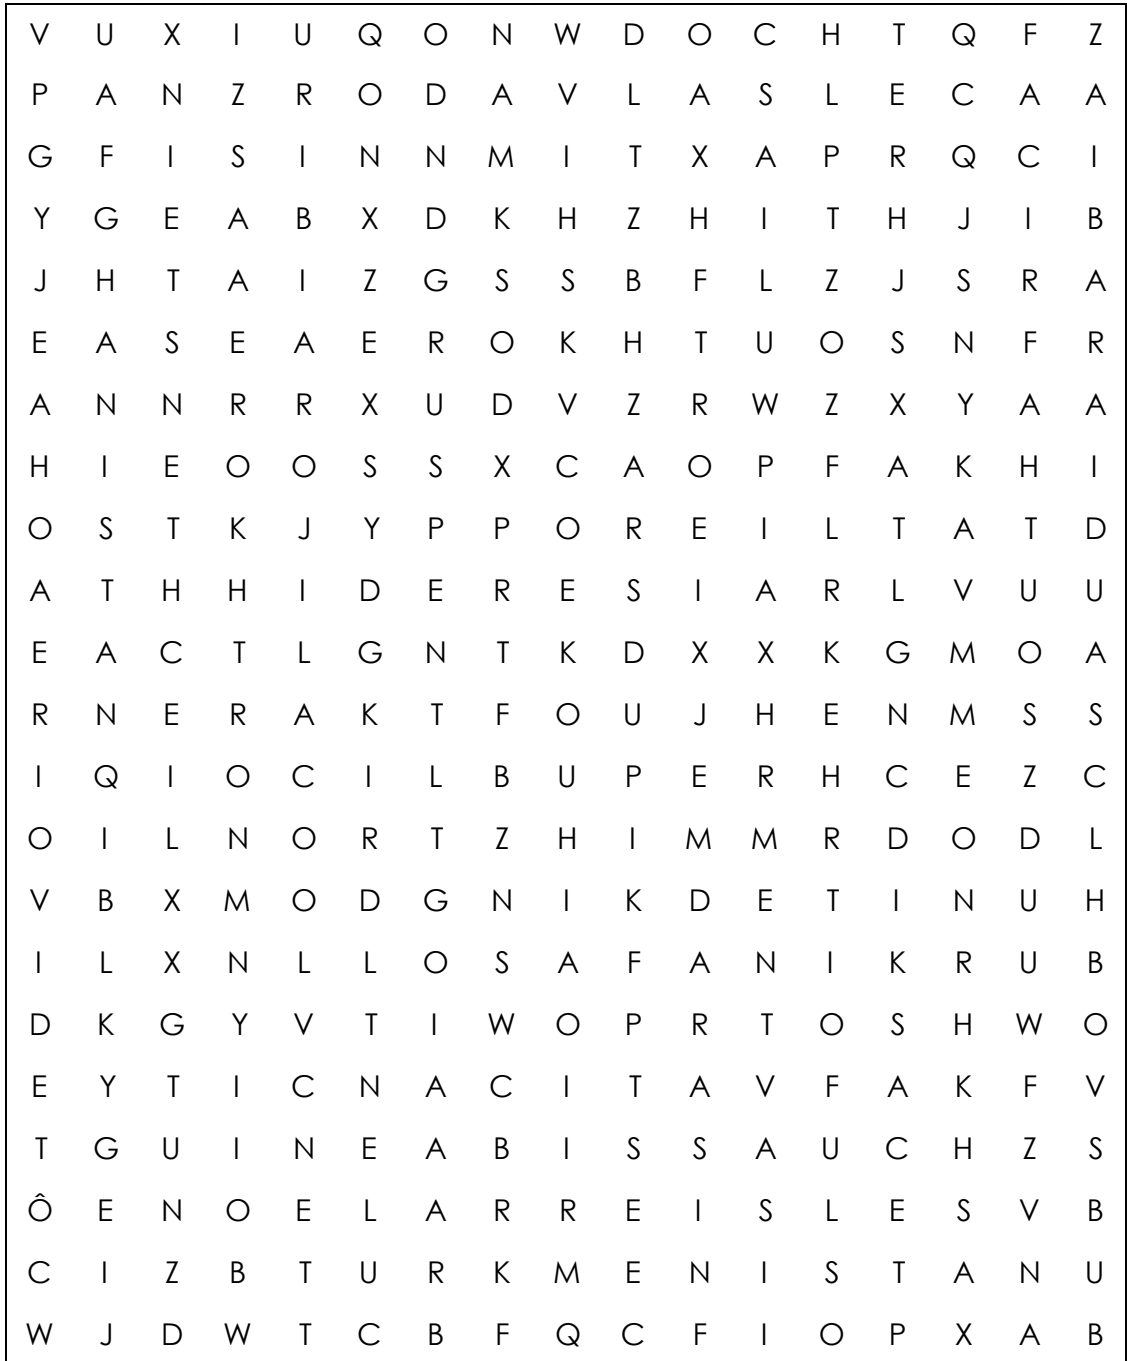 V U X I U Q O N W D O C H T Q F Z
P A N Z R O D A V L A S L E C A A
G F I S I N N M I T X A P R Q C I
Y G E A B X D K H Z H I T H J I B
J H T A I Z G S S B F L Z J S R A
E A S E A E R O K H T U O S N F R
A N N R R X U D V Z R W Z X Y A A
H I E O O S S X C A O P F A K H I
O S T K J Y P P O R E I L T A T D
A T H H I D E R E S I A R L V U U
E A C T L G N T K D X X K G M O A
R N E R A K T F O U J H E N M S S
I Q I O C I L B U P E R H C E Z C
O I L N O R T Z H I M M R D O D L
V B X M O D G N I K D E T I N U H
I L X N L L O S A F A N I K R U B
D K G Y V T I W O P R T O S H W O
E Y T I C N A C I T A V F A K F V
T G U I N E A B I S S A U C H Z S
Ô E N O E L A R R E I S L E S V B
C I Z B T U R K M E N I S T A N U
W J D W T C B F Q C F I O P X A B